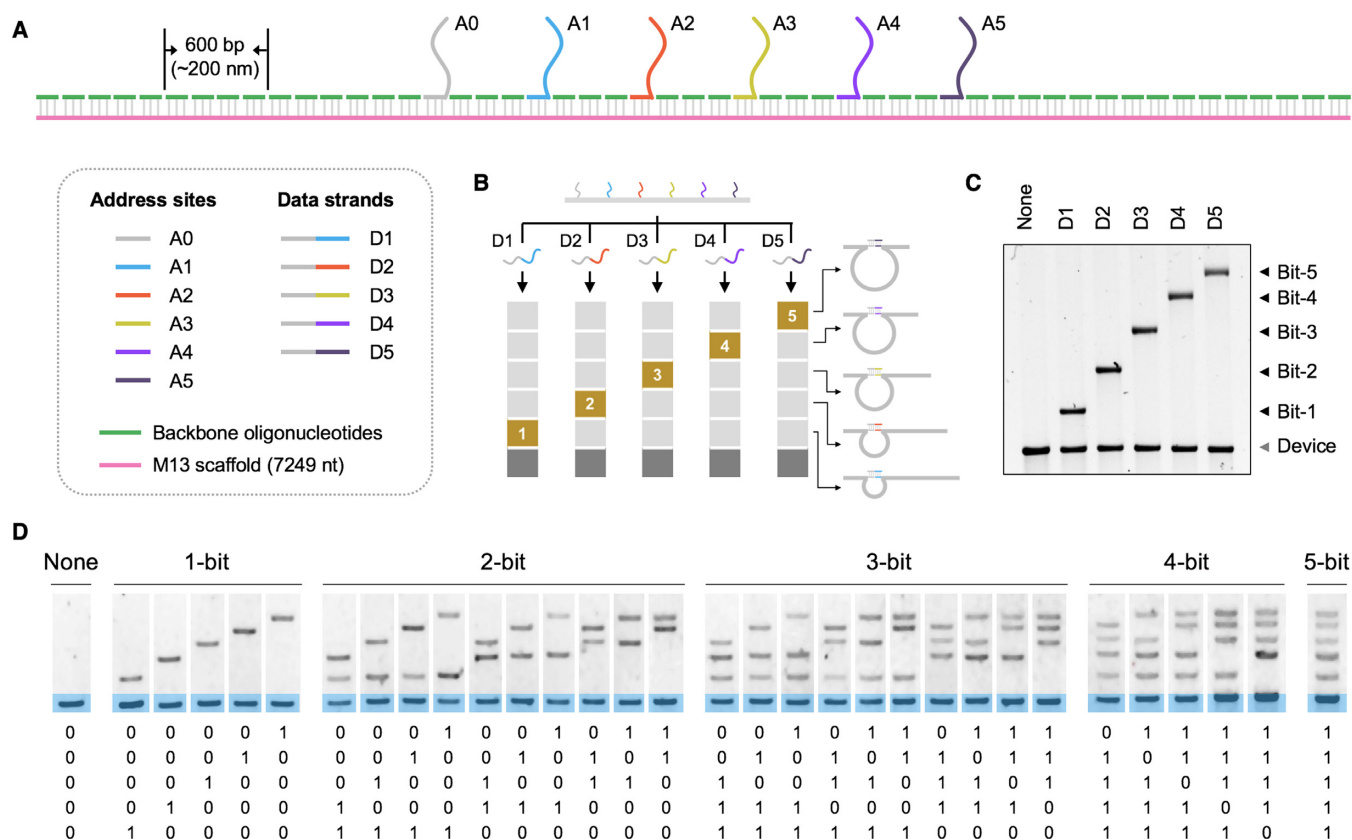 A
600 bp
(~200 nm)
A0 A1 A2 A3 A4 A5
Address sites
A0
A1
A2
A3
A4
A5
Data strands
D1
D2
D3
D4
D5
Backbone oligonucleotides
M13 scaffold (7249 nt)
B
D1 D2 D3 D4 D5
5
4
3
2
1
C
None D1 D2 D3 D4 D5
Bit-5
Bit-4
Bit-3
Bit-2
Bit-1
Device
D
None 1-bit 2-bit 3-bit 4-bit 5-bit
0 0 0 0 0 1 0 0 0 1 0 0 1 0 1 1 0 0 1 0 1 1 0 1 1 1 0 1 1 1 1 1
0 0 0 0 1 0 0 0 1 0 0 1 0 1 0 1 0 1 0 1 0 1 1 0 1 1 1 0 1 1 1 1
0 0 0 1 0 0 0 1 0 0 1 0 0 1 1 0 1 0 0 1 1 0 1 1 0 1 1 1 0 1 1 1
0 0 1 0 0 0 1 0 0 0 1 1 1 0 0 0 1 1 1 0 0 0 1 1 1 0 1 1 1 0 1 1
0 1 0 0 0 0 1 1 1 1 0 0 0 0 0 0 1 1 1 1 1 1 0 0 0 0 1 1 1 1 0 1